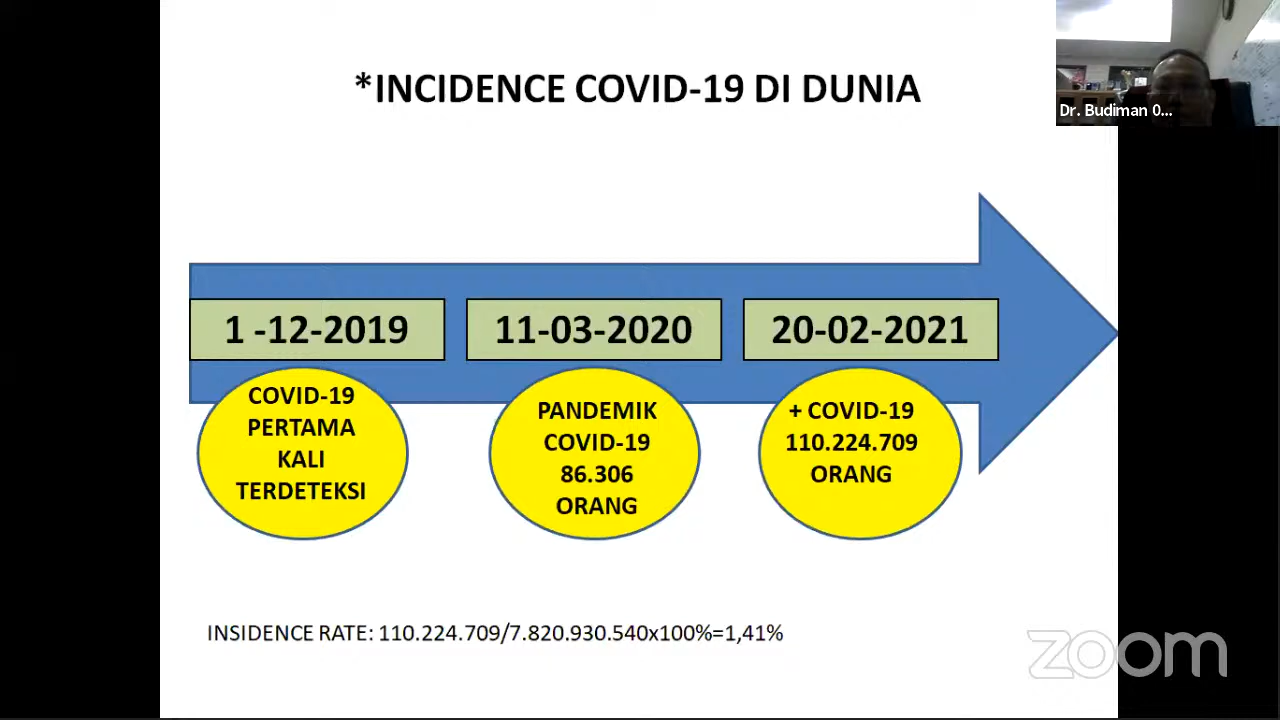 *INCIDENCE COVID-19 DI DUNIA
Dr. Budiman 0...
1 -12-2019
11-03-2020
20-02-2021
COVID-19
PERTAMA
KALI
TERDETEKSI
PANDEMIK
COVID-19
86.306
ORANG
+ COVID-19
110.224.709
ORANG
INSIDENCE RATE: 110.224.709/7.820.930.540x100%=1,41%
zoom